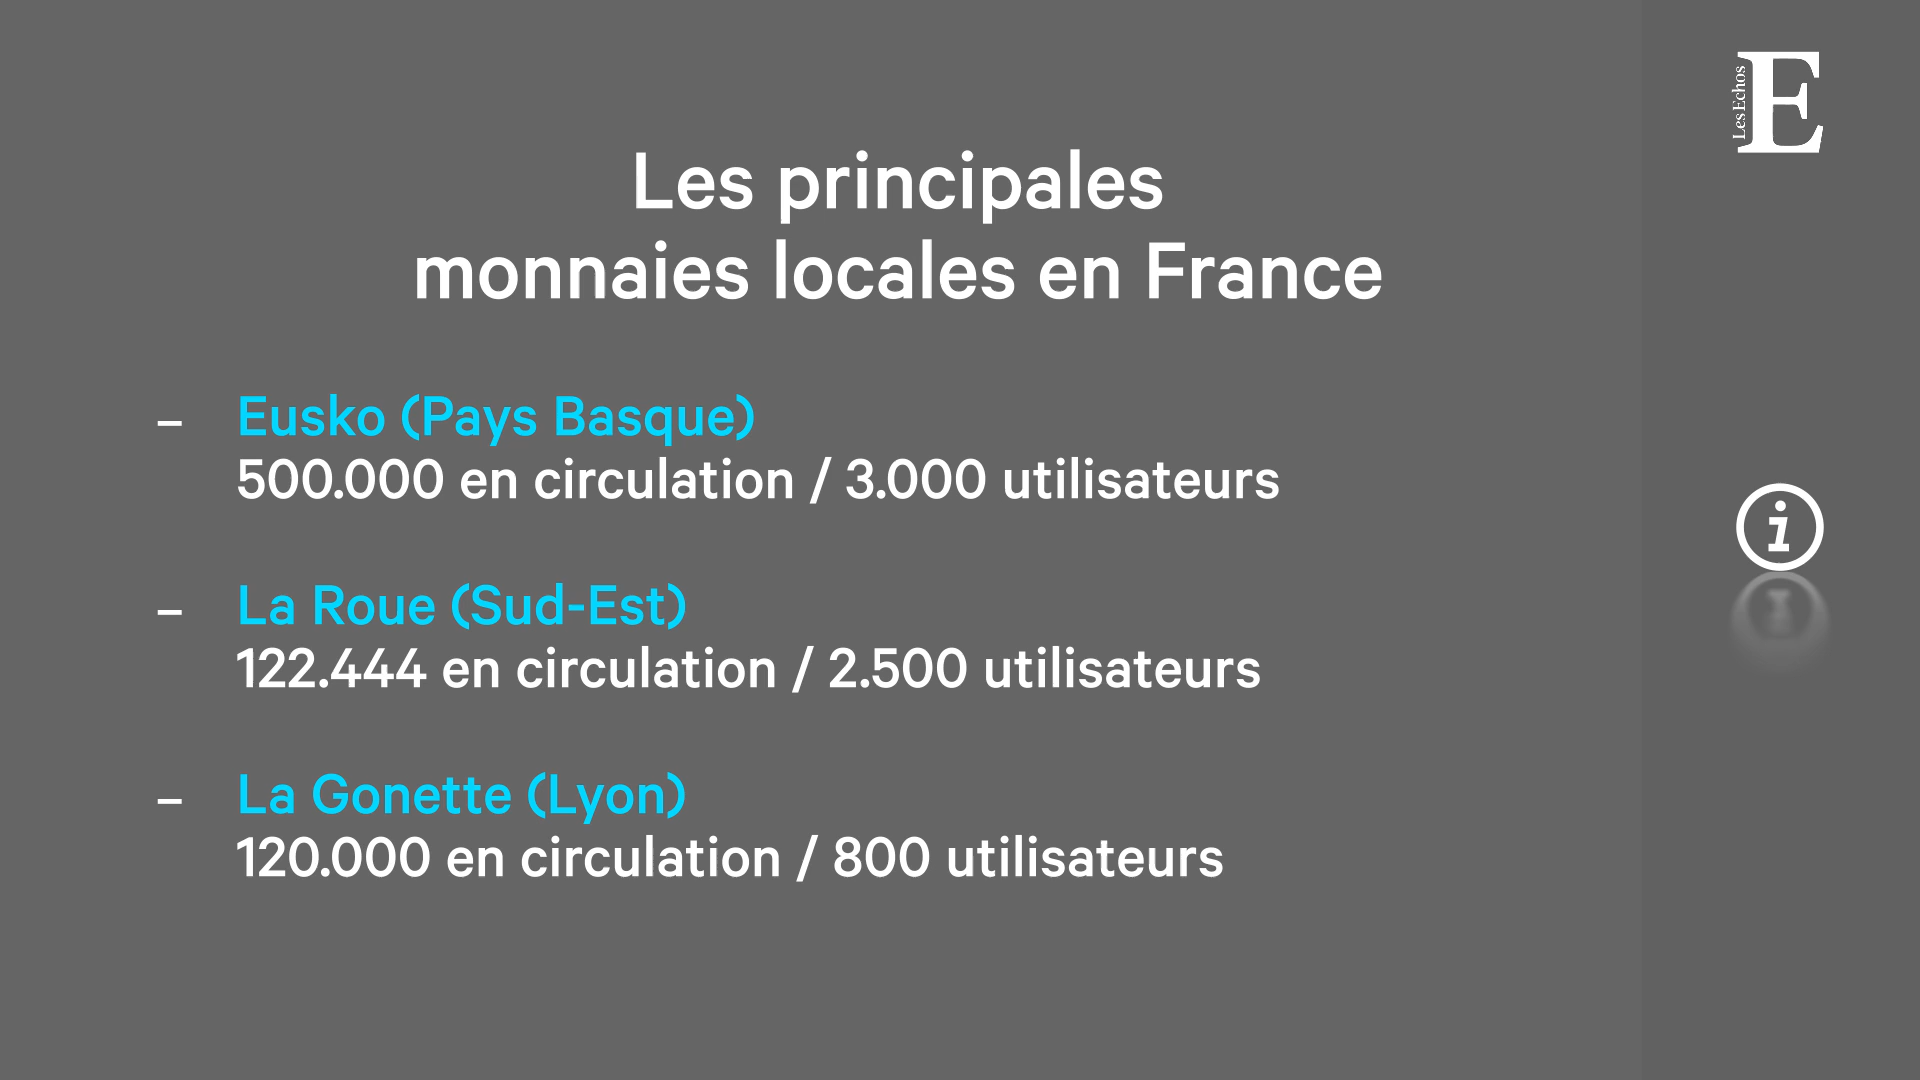 Les Echos
E
Les principales
monnaies locales en France
– Eusko (Pays Basque)
500.000 en circulation / 3.000 utilisateurs
– La Roue (Sud-Est)
122.444 en circulation / 2.500 utilisateurs
– La Gonette (Lyon)
120.000 en circulation / 800 utilisateurs
i